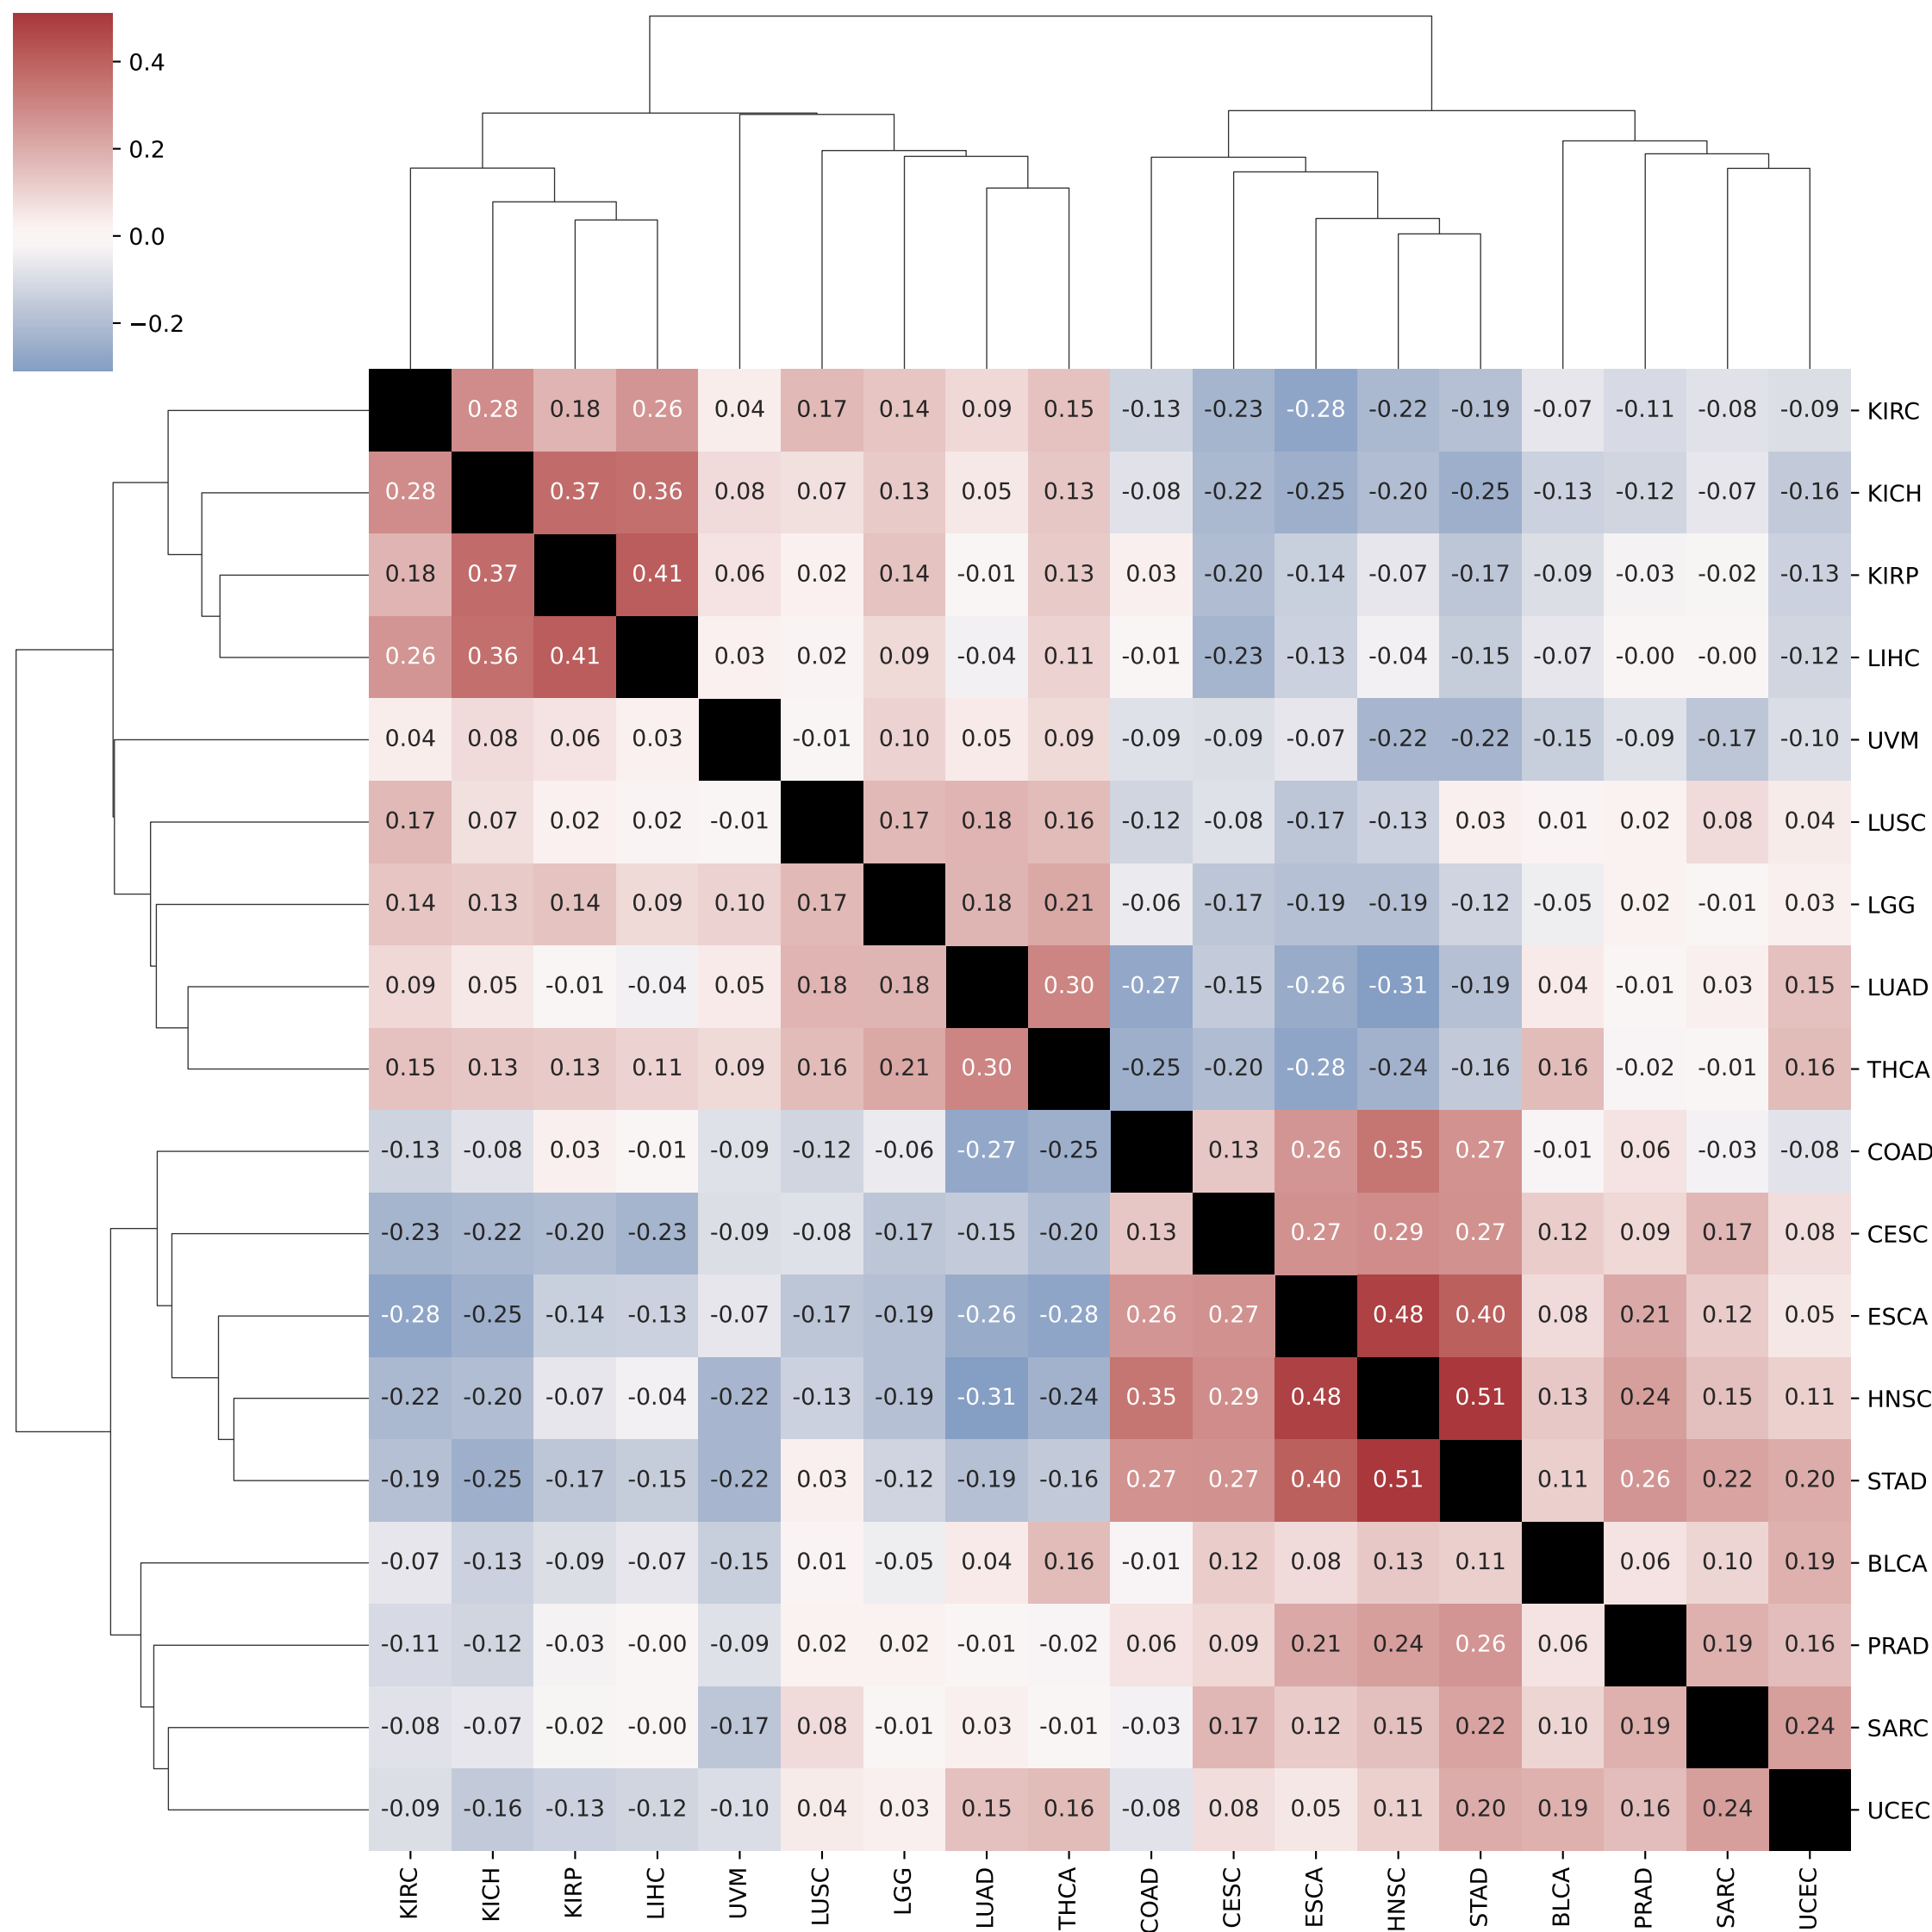 0.4
0.2
0.0
−0.2
0.28 0.18 0.26 0.04 0.17 0.14 0.09 0.15 -0.13 -0.23 -0.28 -0.22 -0.19 -0.07 -0.11 -0.08 -0.09 KIRC
0.28 0.37 0.36 0.08 0.07 0.13 0.05 0.13 -0.08 -0.22 -0.25 -0.20 -0.25 -0.13 -0.12 -0.07 -0.16 KICH
0.18 0.37 0.41 0.06 0.02 0.14 -0.01 0.13 0.03 -0.20 -0.14 -0.07 -0.17 -0.09 -0.03 -0.02 -0.13 KIRP
0.26 0.36 0.41 0.03 0.02 0.09 -0.04 0.11 -0.01 -0.23 -0.13 -0.04 -0.15 -0.07 -0.00 -0.00 -0.12 LIHC
0.04 0.08 0.06 0.03 -0.01 0.10 0.05 0.09 -0.09 -0.09 -0.07 -0.22 -0.22 -0.15 -0.09 -0.17 -0.10 UVM
0.17 0.07 0.02 0.02 -0.01 0.17 0.18 0.16 -0.12 -0.08 -0.17 -0.13 0.03 0.01 0.02 0.08 0.04 LUSC
0.14 0.13 0.14 0.09 0.10 0.17 0.18 0.21 -0.06 -0.17 -0.19 -0.19 -0.12 -0.05 0.02 -0.01 0.03 LGG
0.09 0.05 -0.01 -0.04 0.05 0.18 0.18 0.30 -0.27 -0.15 -0.26 -0.31 -0.19 0.04 -0.01 0.03 0.15 LUAD
0.15 0.13 0.13 0.11 0.09 0.16 0.21 0.30 -0.25 -0.20 -0.28 -0.24 -0.16 0.16 -0.02 -0.01 0.16 THCA
-0.13 -0.08 0.03 -0.01 -0.09 -0.12 -0.06 -0.27 -0.25 0.13 0.26 0.35 0.27 -0.01 0.06 -0.03 -0.08 COAD
-0.23 -0.22 -0.20 -0.23 -0.09 -0.08 -0.17 -0.15 -0.20 0.13 0.27 0.29 0.27 0.12 0.09 0.17 0.08 CESC
-0.28 -0.25 -0.14 -0.13 -0.07 -0.17 -0.19 -0.26 -0.28 0.26 0.27 0.48 0.40 0.08 0.21 0.12 0.05 ESCA
-0.22 -0.20 -0.07 -0.04 -0.22 -0.13 -0.19 -0.31 -0.24 0.35 0.29 0.48 0.51 0.13 0.24 0.15 0.11 HNSC
-0.19 -0.25 -0.17 -0.15 -0.22 0.03 -0.12 -0.19 -0.16 0.27 0.27 0.40 0.51 0.11 0.26 0.22 0.20 STAD
-0.07 -0.13 -0.09 -0.07 -0.15 0.01 -0.05 0.04 0.16 -0.01 0.12 0.08 0.13 0.11 0.06 0.10 0.19 BLCA
-0.11 -0.12 -0.03 -0.00 -0.09 0.02 0.02 -0.01 -0.02 0.06 0.09 0.21 0.24 0.26 0.06 0.19 0.16 PRAD
-0.08 -0.07 -0.02 -0.00 -0.17 0.08 -0.01 0.03 -0.01 -0.03 0.17 0.12 0.15 0.22 0.10 0.19 0.24 SARC
-0.09 -0.16 -0.13 -0.12 -0.10 0.04 0.03 0.15 0.16 -0.08 0.08 0.05 0.11 0.20 0.19 0.16 0.24 UCEC
KIRC KICH KIRP LIHC UVM LUSC LGG LUAD THCA COAD CESC ESCA HNSC STAD BLCA PRAD SARC UCEC